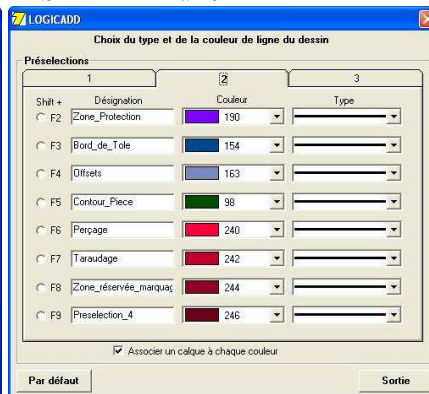 LOGICADD
Choix du type et de la couleur de ligne du dessin
Préselections
1 2 3
Shift + Désignation Couleur Type
F2 Zone_Protection 190
F3 Bord_de_Tole 154
F4 Offsets 163
F5 Contour_Piece 98
F6 Perçage 240
F7 Taraudage 242
F8 Zone_réservée_marquag 244
F9 Preselection_4 246
Associer un calque à chaque couleur
Par défaut Sortie